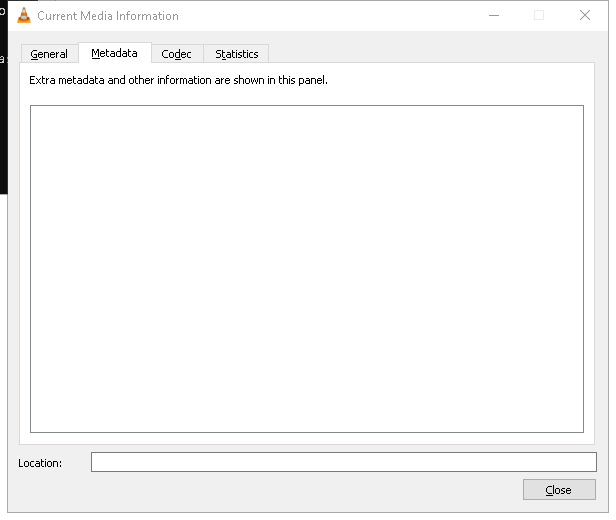 Current Media Information
General Metadata Codec Statistics
Extra metadata and other information are shown in this panel.
Location:
Close